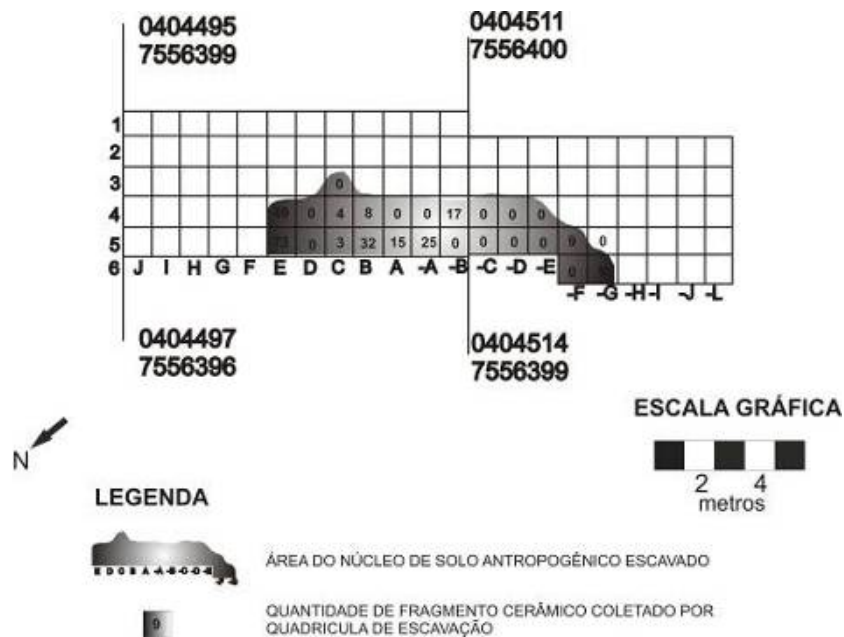 0404495 0404511
7556399 7556400
1
2
3 0
4 0 4 8 0 0 17 0 0 0
5 73 0 3 32 15 25 0 0 0 0 0 0
6 J I H G F E D C B A -A -B -C -D -E
0
-F -G -H -I -J -L
0404497 0404514
7556396 7556399
ESCALA GRÁFICA
N
2 4
metros
LEGENDA
E D C B A -A -B -C -D -E
ÁREA DO NÚCLEO DE SOLO ANTROPOGÊNICO ESCAVADO
9
QUANTIDADE DE FRAGMENTO CERÂMICO COLETADO POR
QUADRICULA DE ESCAVAÇÃO